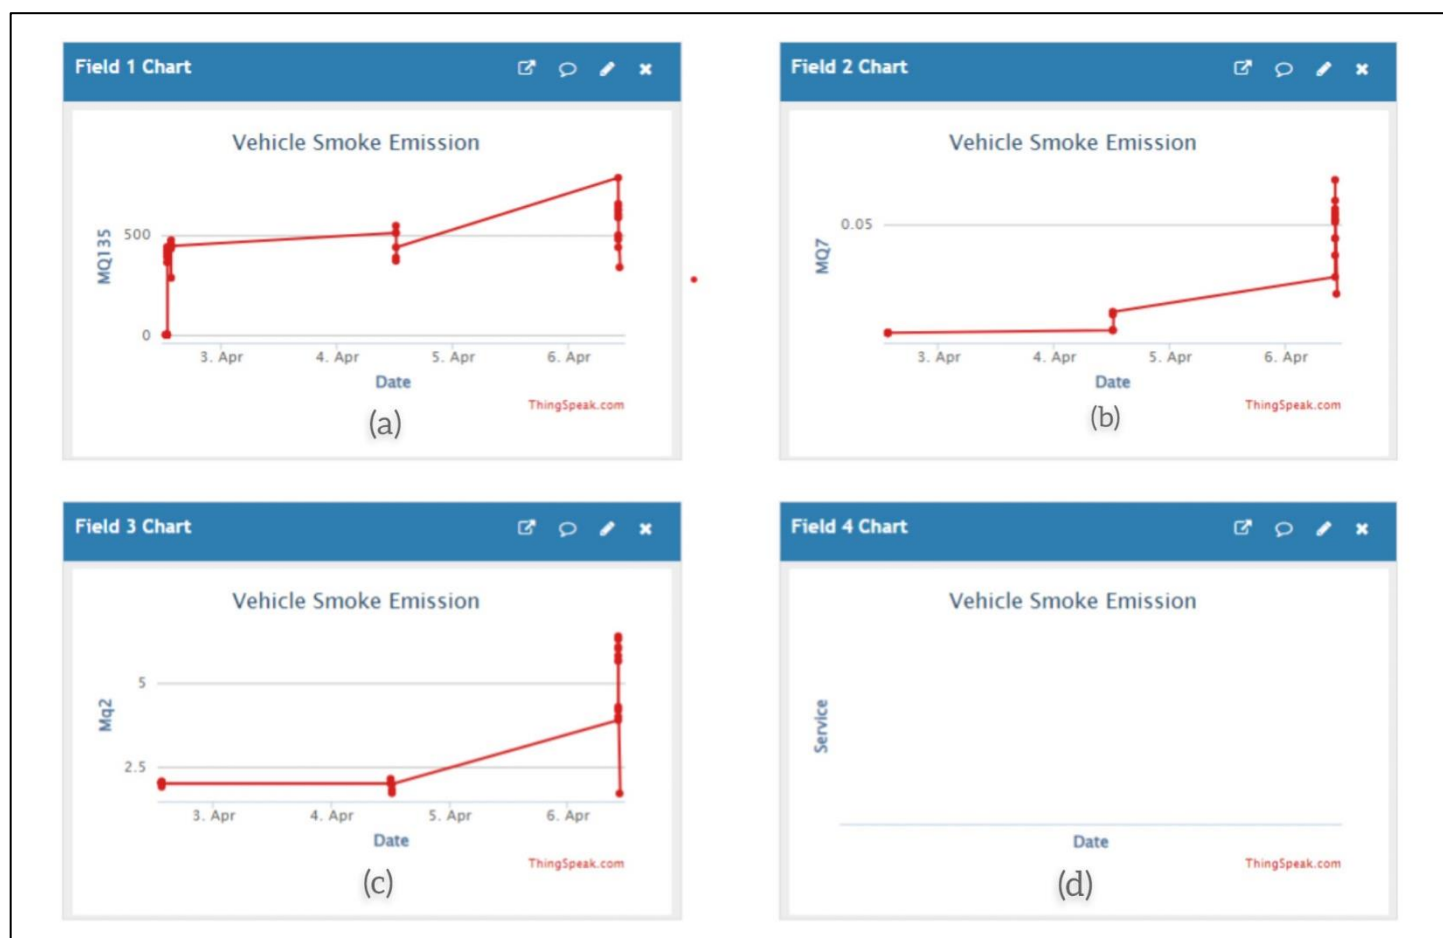 Field 1 Chart
Vehicle Smoke Emission
MQ135
500
0
3. Apr 4. Apr 5. Apr 6. Apr
Date
ThingSpeak.com
(a)
Field 2 Chart
Vehicle Smoke Emission
MQ7
0.05
3. Apr 4. Apr 5. Apr 6. Apr
Date
ThingSpeak.com
(b)
Field 3 Chart
Vehicle Smoke Emission
Mq2
5
2.5
3. Apr 4. Apr 5. Apr 6. Apr
Date
ThingSpeak.com
(c)
Field 4 Chart
Vehicle Smoke Emission
Service
Date
ThingSpeak.com
(d)